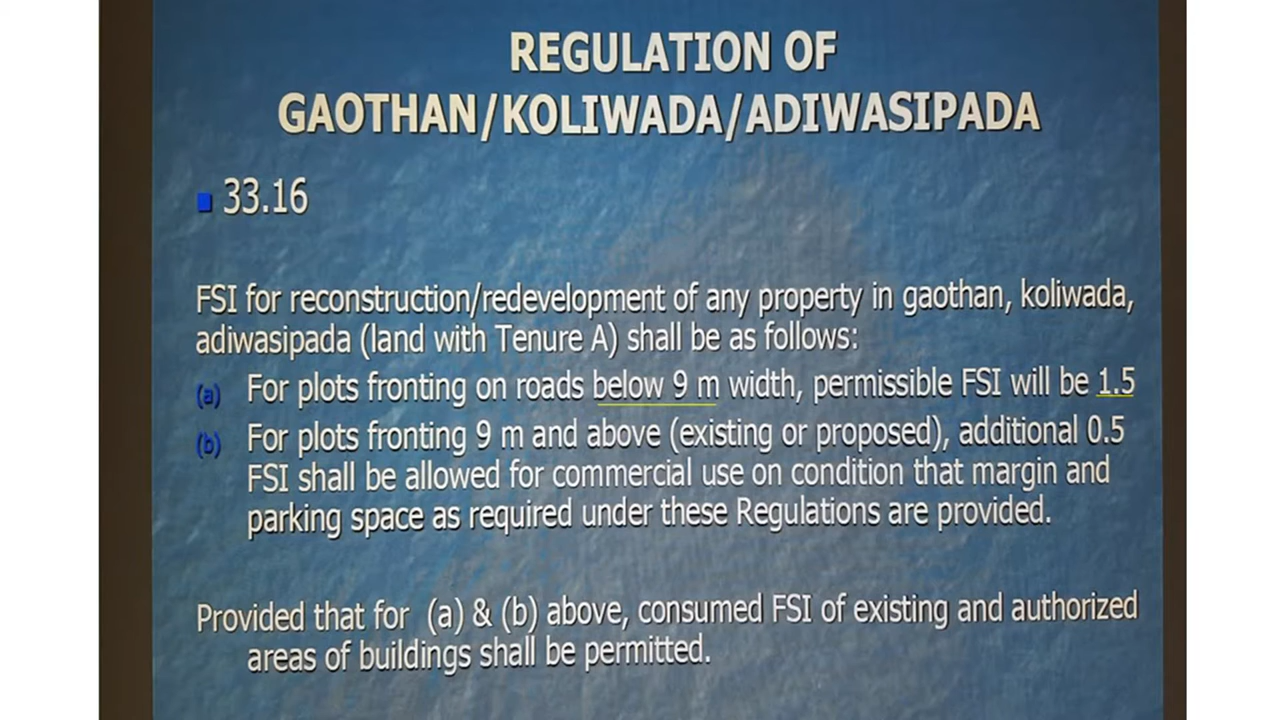 REGULATION OF
GAOTHAN/KOLIWADA/ADIWASIPADA
33.16
FSI for reconstruction/redevelopment of any property in gaothan, koliwada,
adiwasipada (land with Tenure A) shall be as follows:
(a) For plots fronting on roads below 9 m width, permissible FSI will be 1.5
(b) For plots fronting 9 m and above (existing or proposed), additional 0.5
FSI shall be allowed for commercial use on condition that margin and
parking space as required under these Regulations are provided.
Provided that for (a) & (b) above, consumed FSI of existing and authorized
areas of buildings shall be permitted.